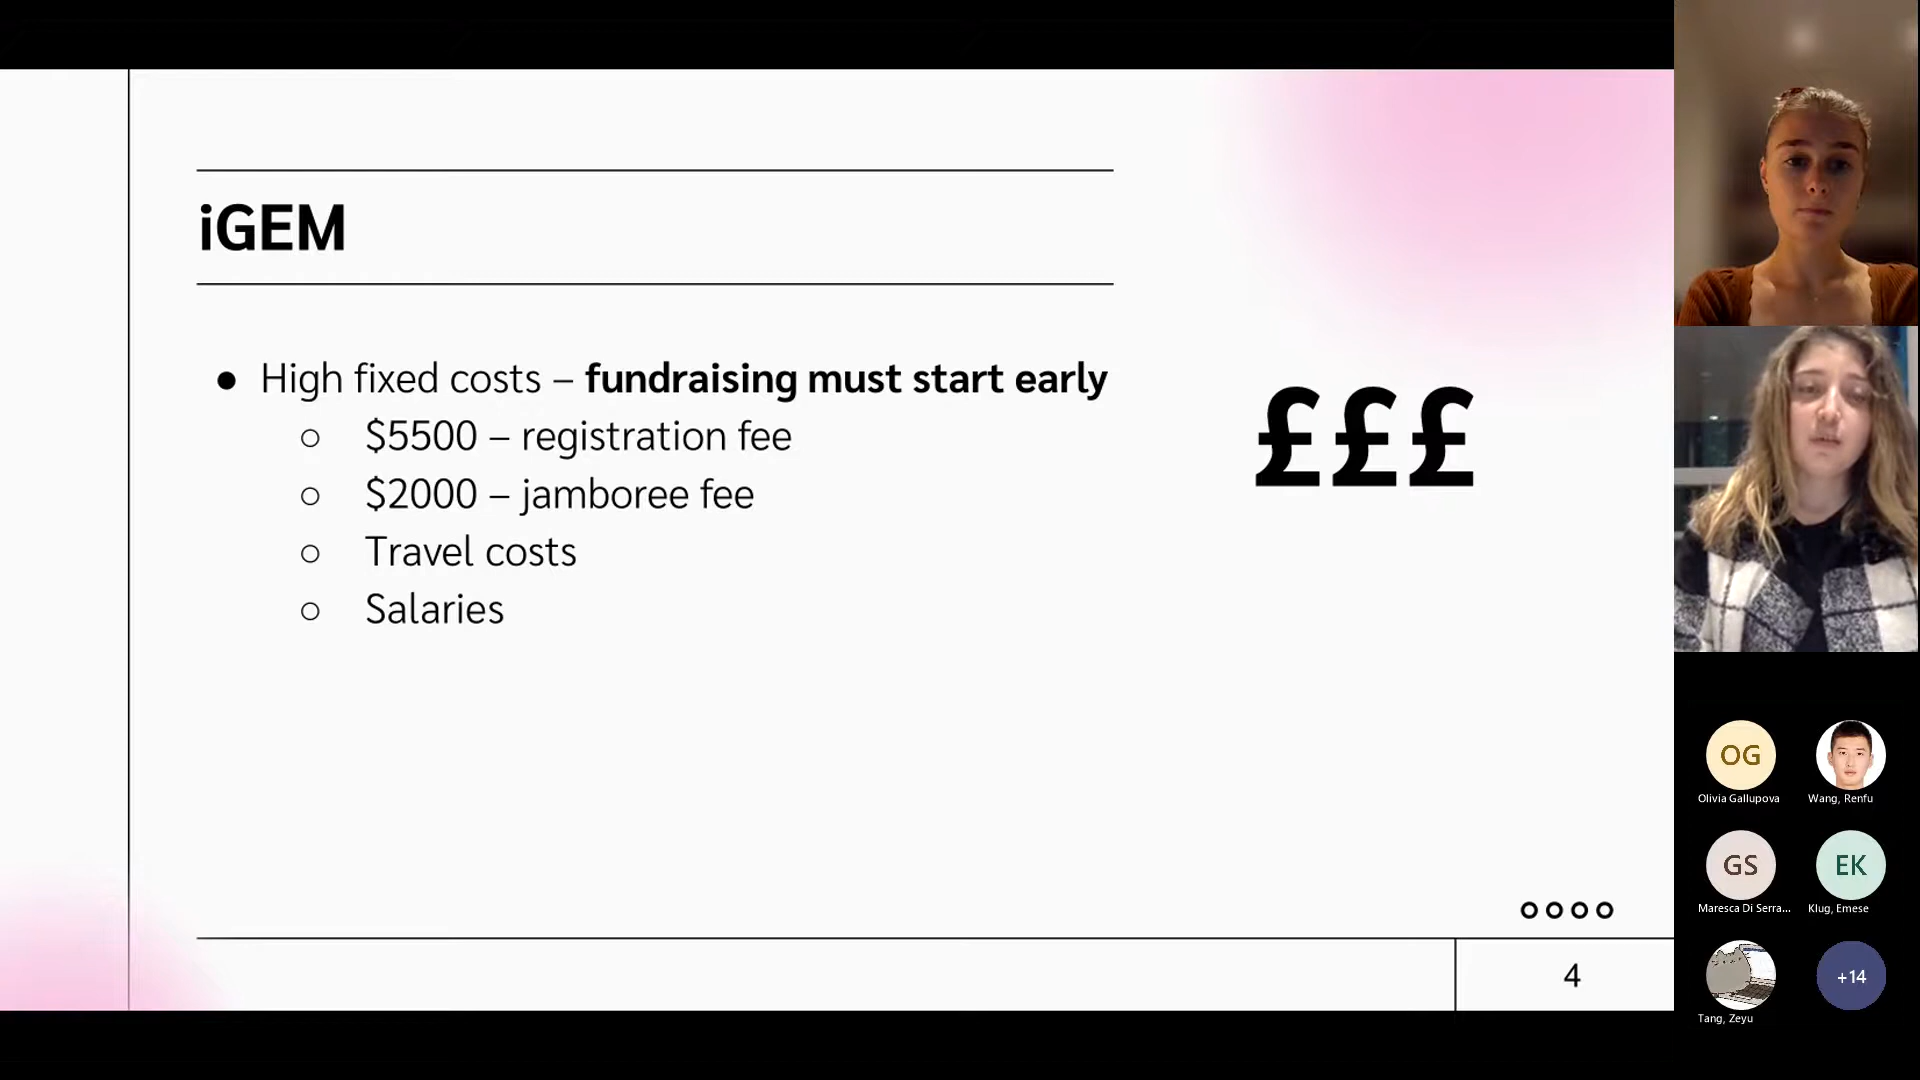 iGEM
● High fixed costs – fundraising must start early
○ $5500 – registration fee
○ $2000 – jamboree fee
○ Travel costs
○ Salaries
£££
4
OG
Olivia Gallupova
Wang, Renfu
GS
Maresca Di Serra...
EK
Klug, Emese
Tang, Zeyu
+14